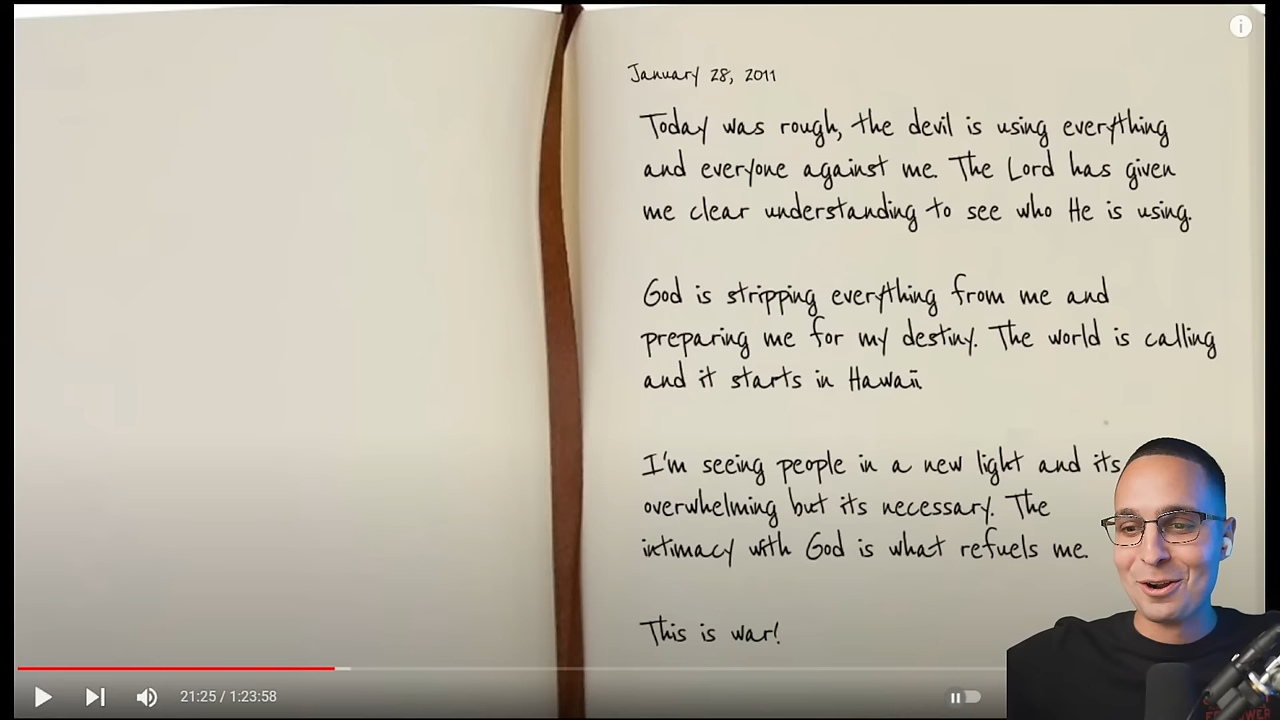 January 28, 2011
Today was rough, the devil is using everything
and everyone against me. The Lord has given
me clear understanding to see who He is using.
God is stripping everything from me and
preparing me for my destiny. The world is calling
and it starts in Hawaii.
I'm seeing people in a new light and its
overwhelming but its necessary. The
intimacy with God is what refuels me.
This is war!
21:25 / 1:23:58